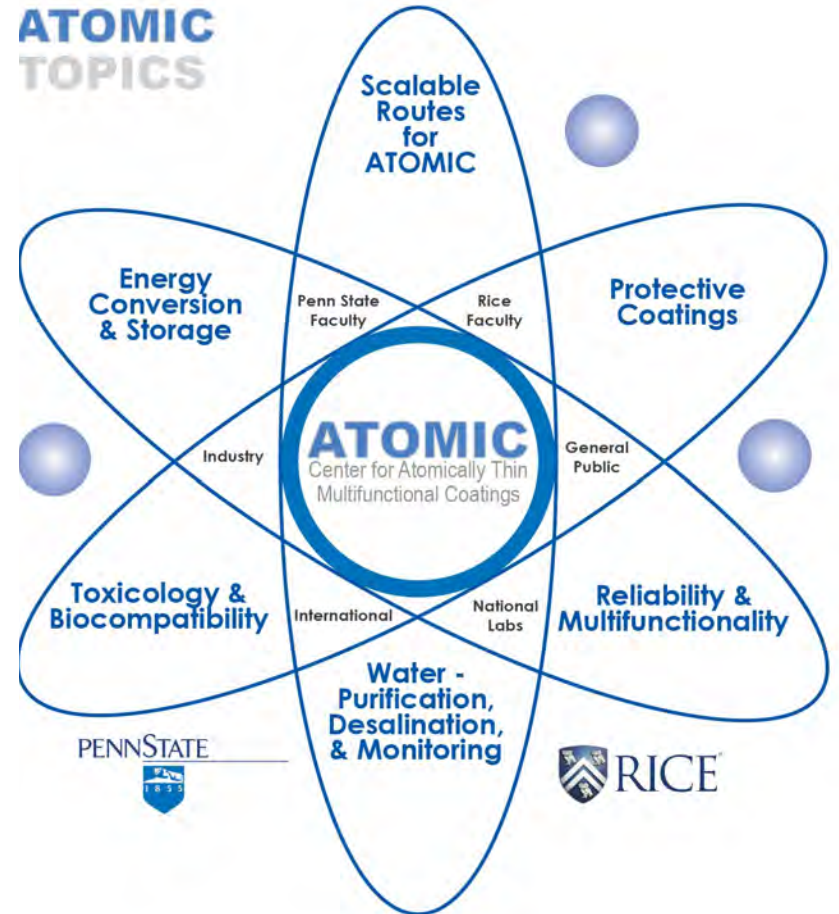 ATOMIC
TOPICS
Scalable
Routes
for
ATOMIC
Energy
Conversion
& Storage
Penn State
Faculty
Rice
Faculty
Protective
Coatings
Industry
ATOMIC
Center for Atomically Thin
Multifunctional Coatings
General
Public
Toxicology &
Biocompatibility
International
National
Labs
Reliability &
Multifunctionality
Water -
Purification,
Desalination,
& Monitoring
PENNSTATE
1855
RICE